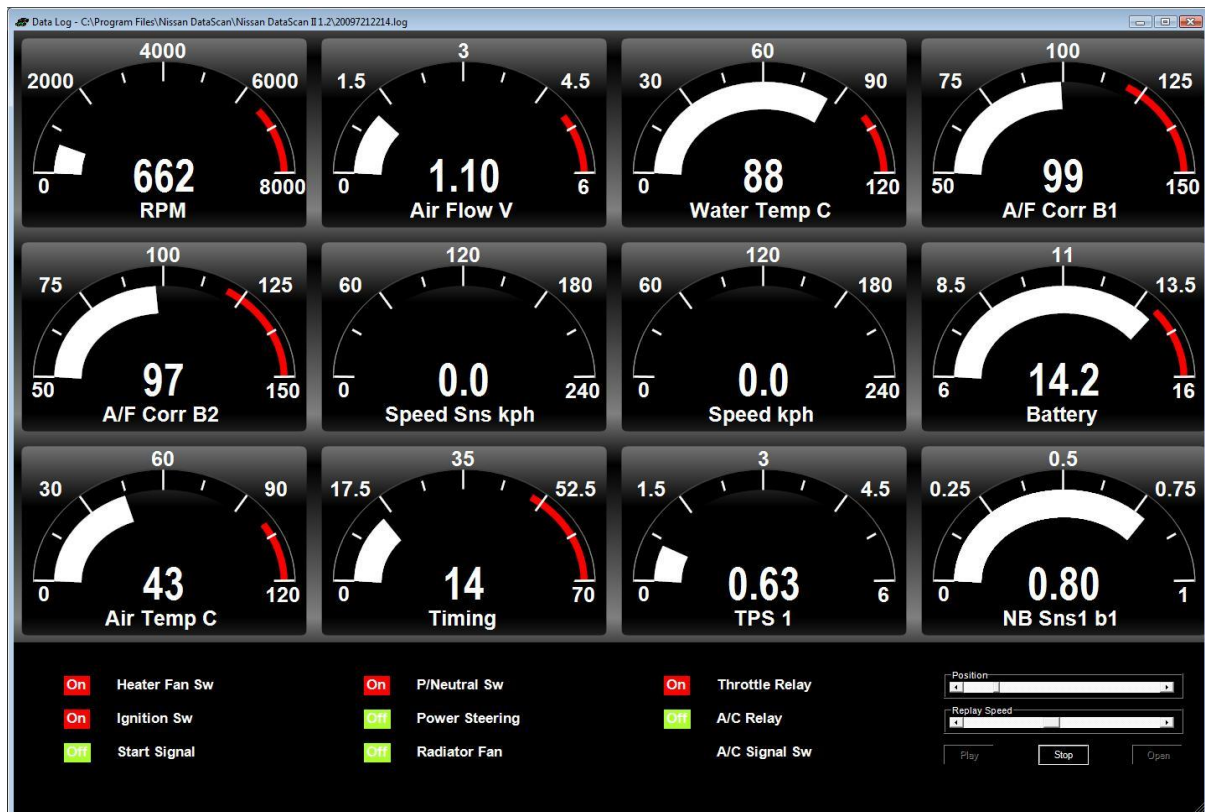 Data Log - C:\Program Files\Nissan DataScan\Nissan DataScan II 1.2\20097212214.log
4000
2000 6000
0 8000
662
RPM
3
1.5 4.5
0 6
1.10
Air Flow V
60
30 90
0 120
88
Water Temp C
100
75 125
50 150
99
A/F Corr B1
100
75 125
50 150
97
A/F Corr B2
120
60 180
0 240
0.0
Speed Sns kph
120
60 180
0 240
0.0
Speed kph
11
8.5 13.5
6 16
14.2
Battery
60
30 90
0 120
43
Air Temp C
35
17.5 52.5
0 70
14
Timing
3
1.5 4.5
0 6
0.63
TPS 1
0.5
0.25 0.75
0 1
0.80
NB Sns1 b1
On Heater Fan Sw
On Ignition Sw
Off Start Signal
On P/Neutral Sw
Off Power Steering
Off Radiator Fan
On Throttle Relay
Off A/C Relay
A/C Signal Sw
Position
Replay Speed
Play Stop Open